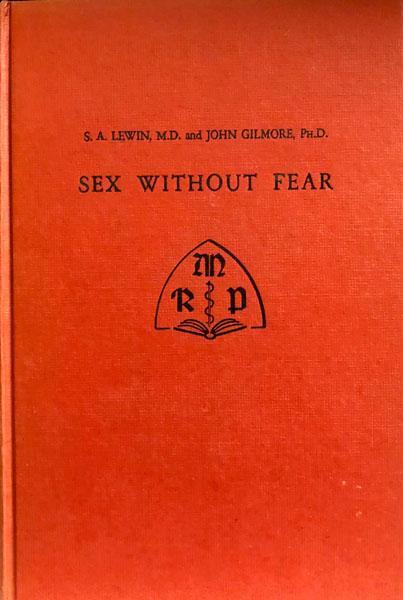 S. A. LEWIN, M.D. and JOHN GILMORE, PH.D.
SEX WITHOUT FEAR
M
R P